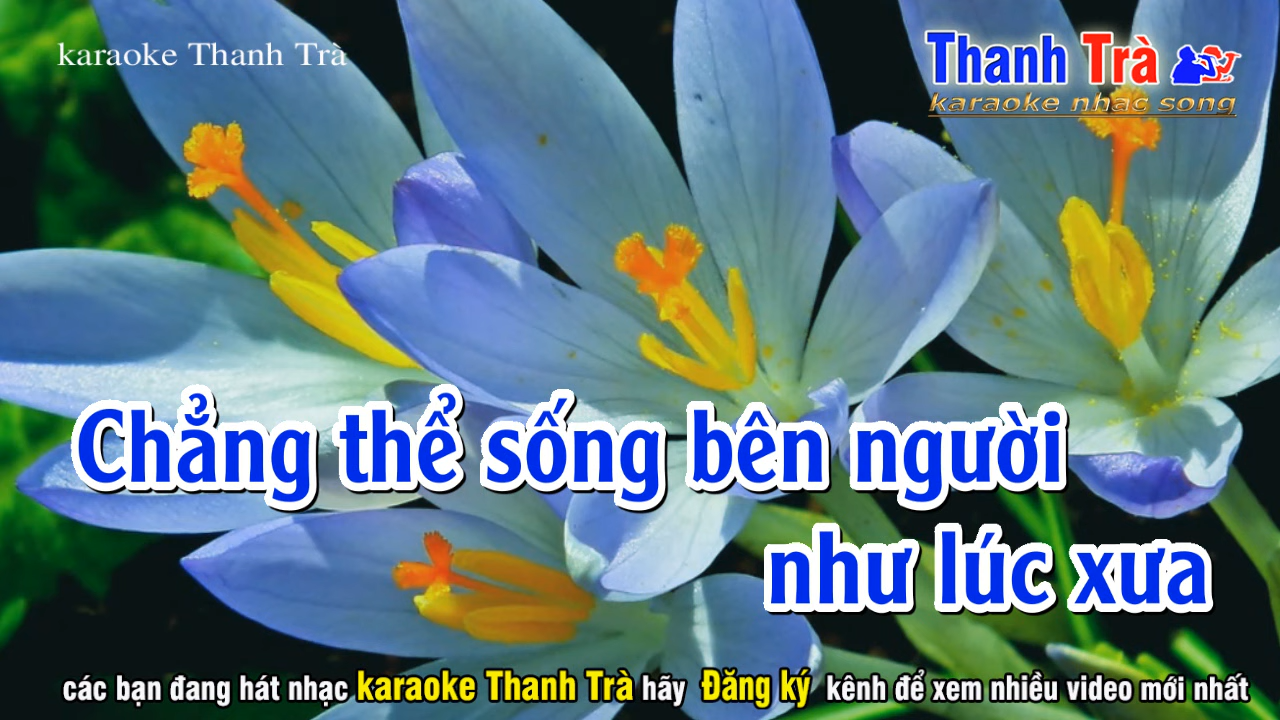 karaoke Thanh Trà
Thanh Trà
karaoke nhạc sống
Chẳng thể sống bên người
như lúc xưa
các bạn đang hát nhạc karaoke Thanh Trà hãy Đăng ký kênh để xem nhiều video mới nhất